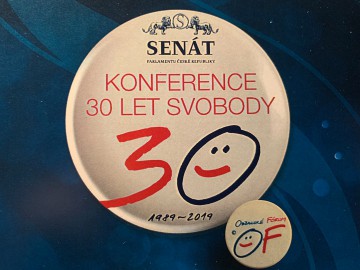 SENÁT
PARLAMENTU ČESKÉ REPUBLIKY
KONFERENCE
30 LET SVOBODY
30
1989~2019
OBČANSKÉ FÓRUM
OF